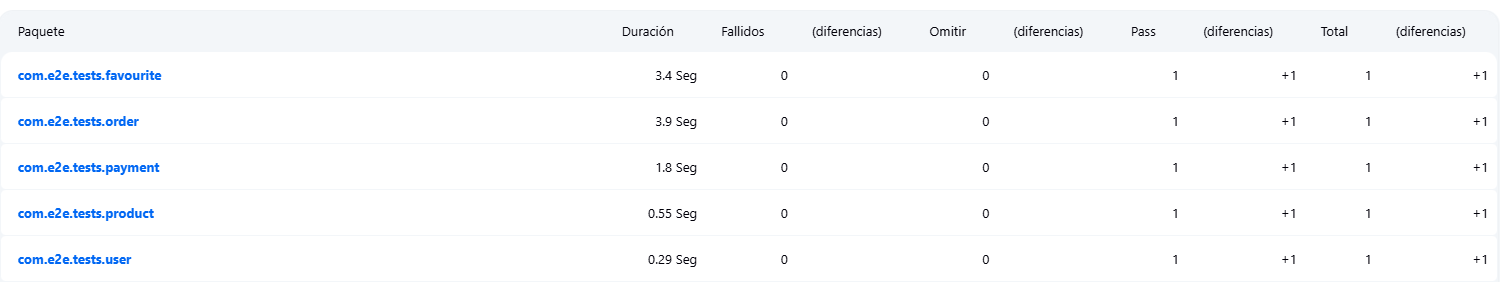 Paquete Duración Fallidos (diferencias) Omitir (diferencias) Pass (diferencias) Total (diferencias)
com.e2e.tests.favourite 3.4 Seg 0 0 1 +1 1 +1
com.e2e.tests.order 3.9 Seg 0 0 1 +1 1 +1
com.e2e.tests.payment 1.8 Seg 0 0 1 +1 1 +1
com.e2e.tests.product 0.55 Seg 0 0 1 +1 1 +1
com.e2e.tests.user 0.29 Seg 0 0 1 +1 1 +1